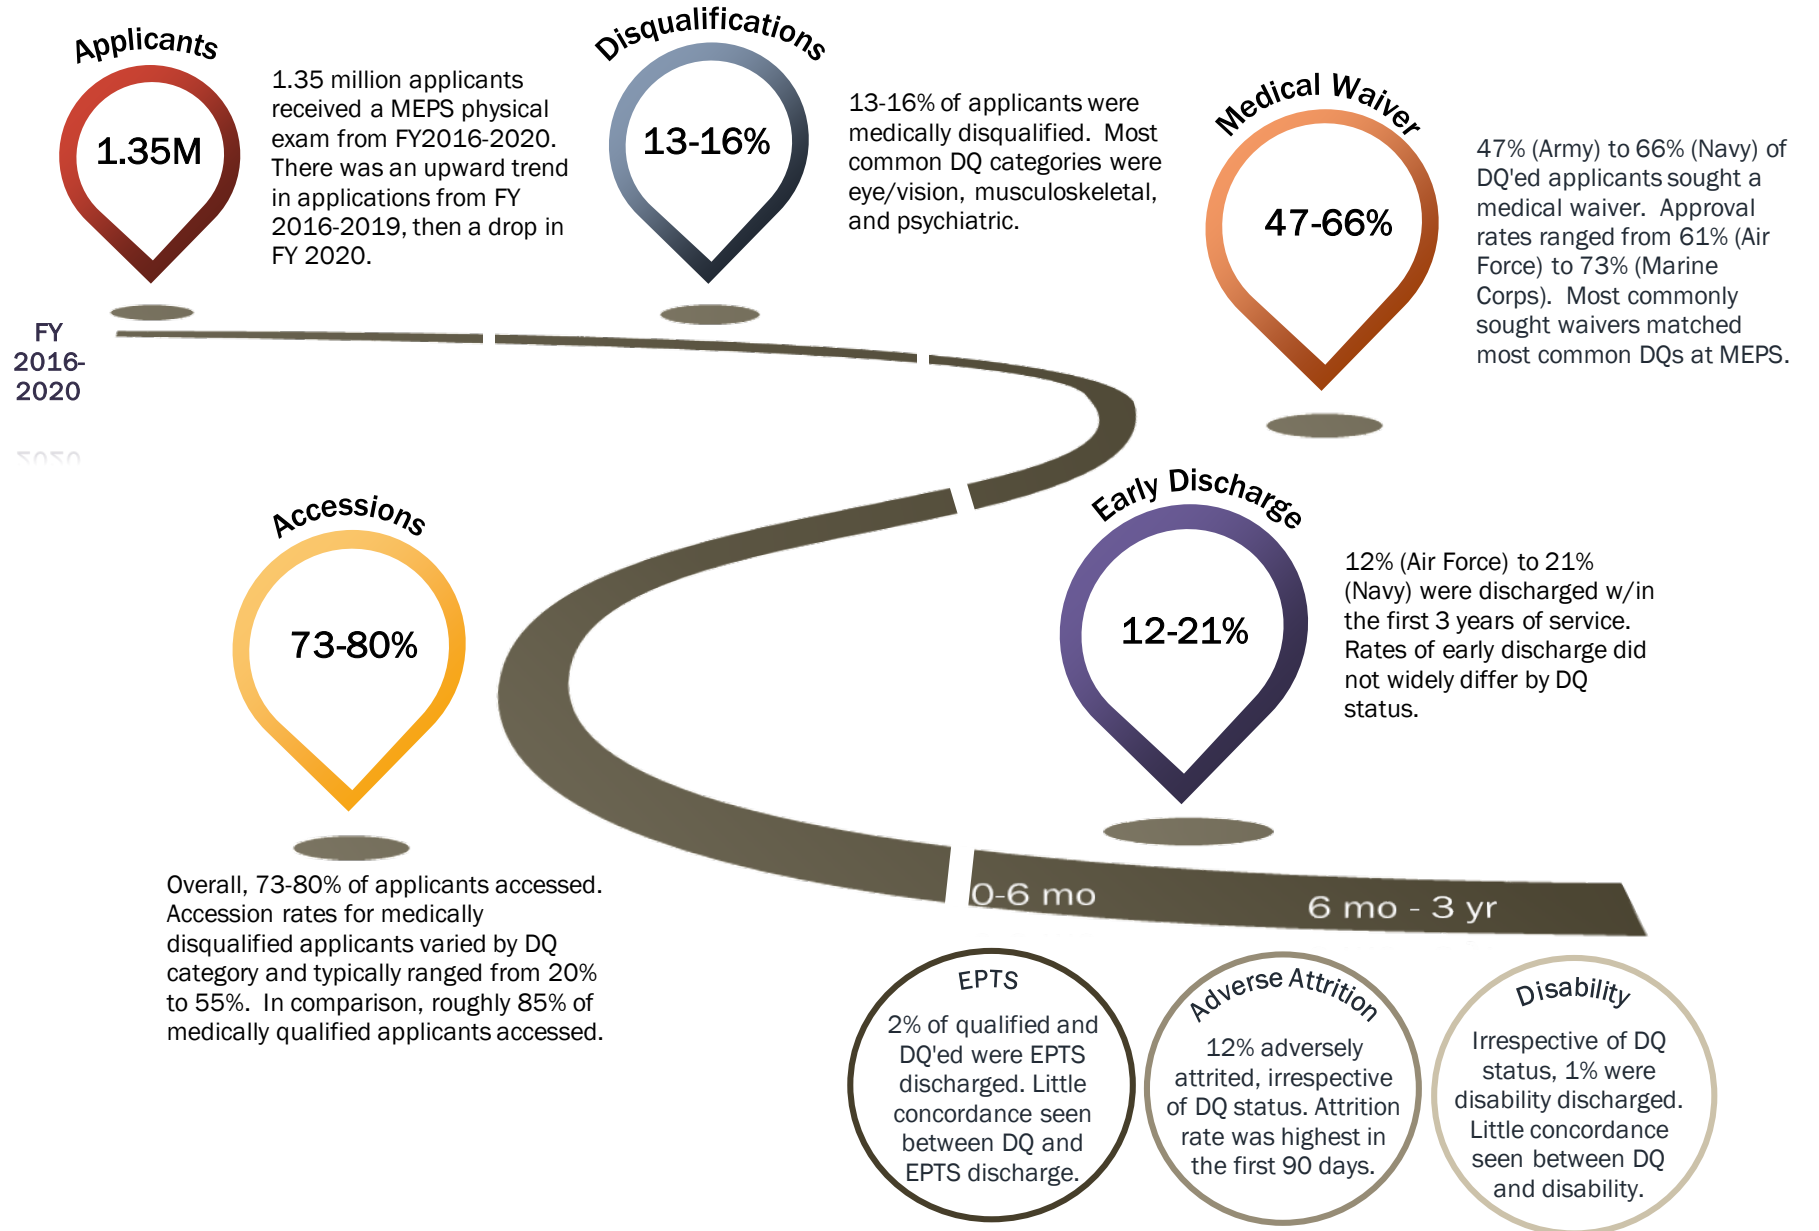 Applicants
1.35M
1.35 million applicants
received a MEPS physical
exam from FY2016-2020.
There was an upward trend
in applications from FY
2016-2019, then a drop in
FY 2020.
Disqualifications
13-16%
13-16% of applicants were
medically disqualified.  Most
common DQ categories were
eye/vision, musculoskeletal,
and psychiatric.
Medical Waiver
47-66%
47% (Army) to 66% (Navy) of
DQ'ed applicants sought a
medical waiver.  Approval
rates ranged from 61% (Air
Force) to 73% (Marine
Corps).  Most commonly
sought waivers matched
most common DQs at MEPS.
FY
2016-
2020
2020
Accessions
73-80%
Overall, 73-80% of applicants accessed.
Accession rates for medically
disqualified applicants varied by DQ
category and typically ranged from 20%
to 55%.  In comparison, roughly 85% of
medically qualified applicants accessed.
Early Discharge
12-21%
12% (Air Force) to 21%
(Navy) were discharged w/in
the first 3 years of service.
Rates of early discharge did
not widely differ by DQ
status.
0-6 mo
6 mo - 3 yr
EPTS
2% of qualified and
DQ'ed were EPTS
discharged. Little
concordance seen
between DQ and
EPTS discharge.
Adverse Attrition
12% adversely
attrited, irrespective
of DQ status. Attrition
rate was highest in
the first 90 days.
Disability
Irrespective of DQ
status, 1% were
disability discharged.
Little concordance
seen between DQ
and disability.